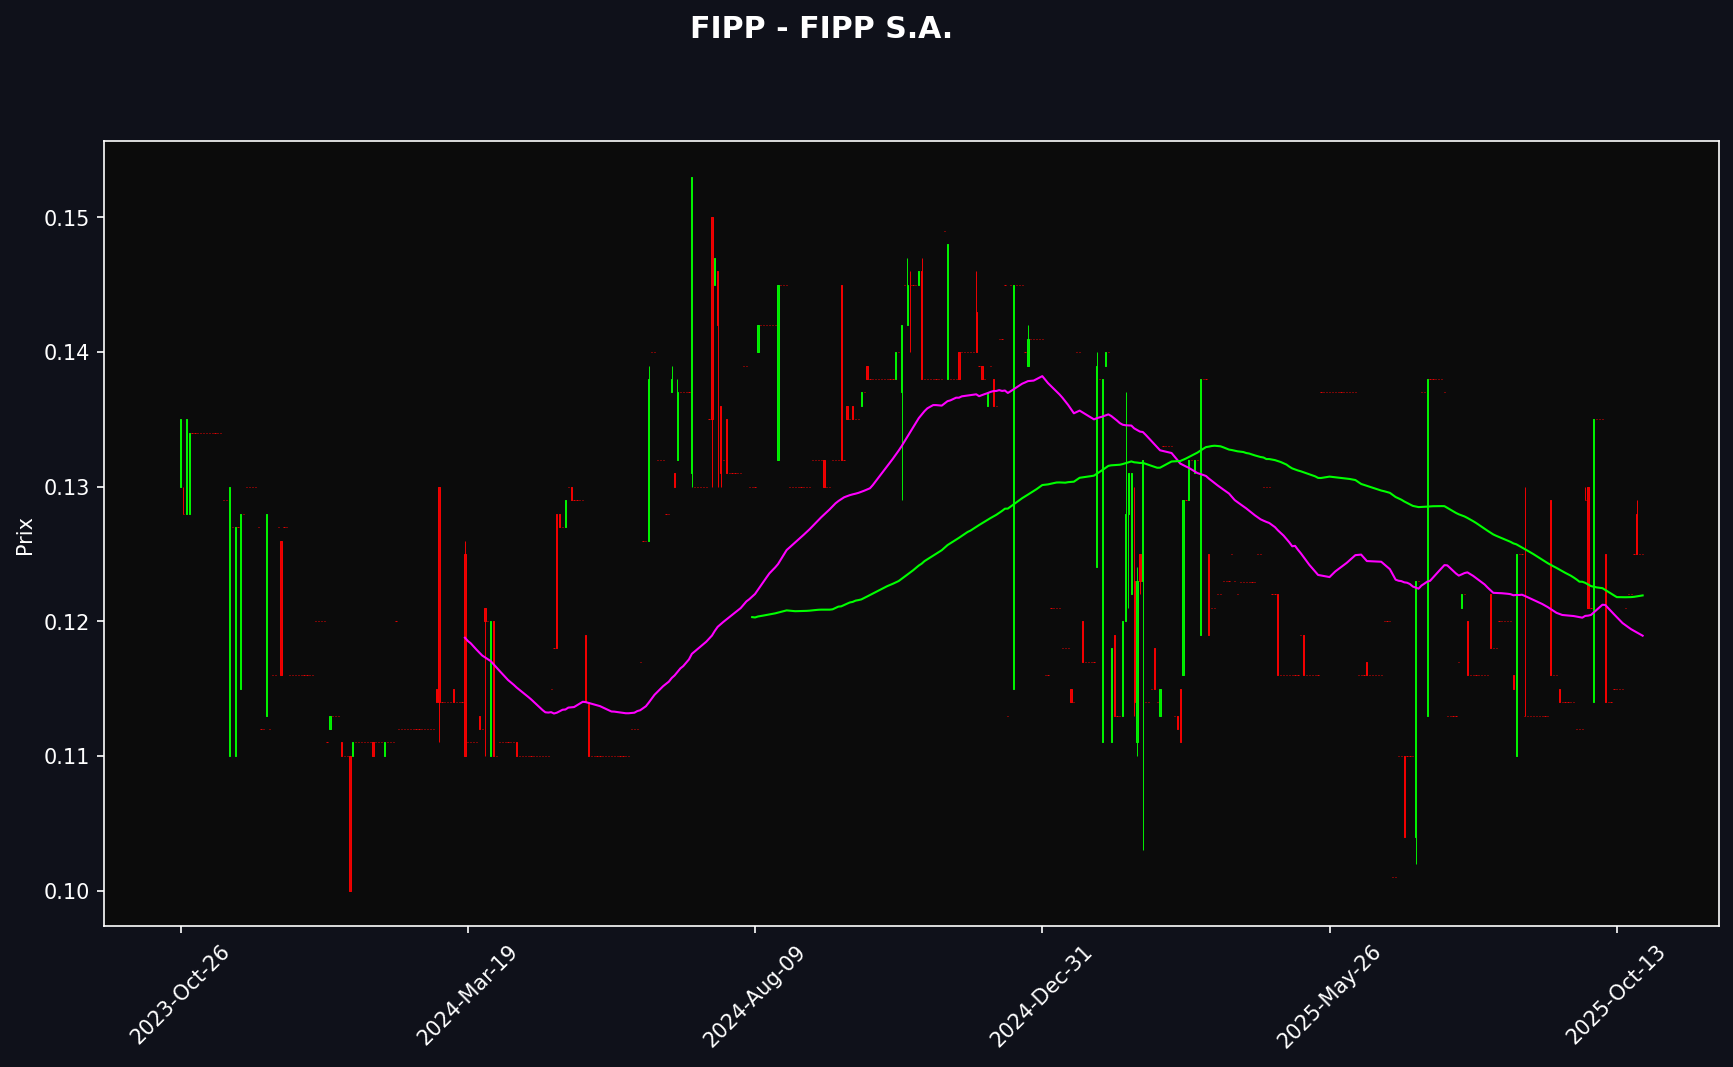 FIPP - FIPP S.A.
Prix
0.15
0.14
0.13
0.12
0.11
0.10
2023-Oct-26
2024-Mar-19
2024-Aug-09
2024-Dec-31
2025-May-26
2025-Oct-13